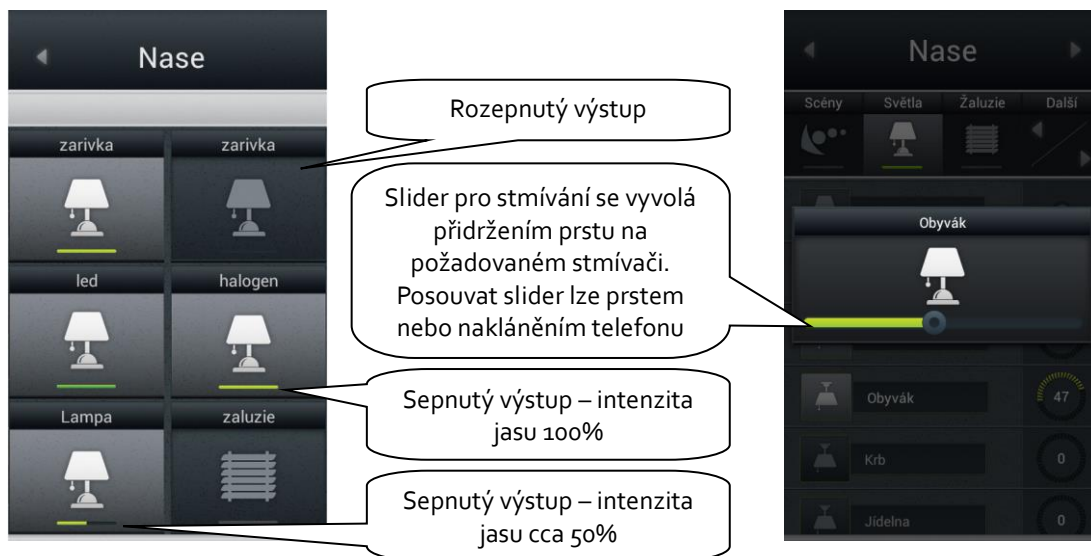 Nase
zarivka
zarivka
led
halogen
Lampa
zaluzie
Rozepnutý výstup
Slider pro stmívání se vyvolá
přidržením prstu na
požadovaném stmívači.
Posouvat slider lze prstem
nebo nakláněním telefonu
Sepnutý výstup – intenzita
jasu 100%
Sepnutý výstup – intenzita
jasu cca 50%
Nase
Scény
Světla
Žaluzie
Další
Obyvák
Obyvák
47
Krb
0
Jídelna
0